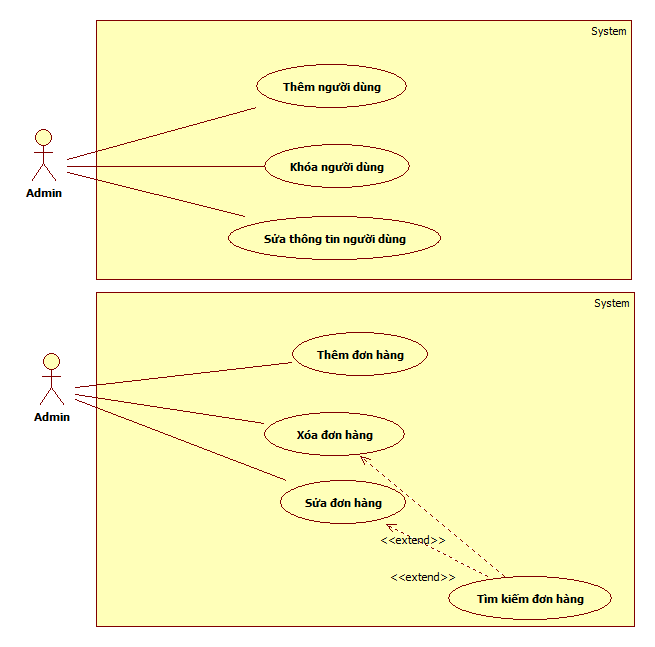 System
Thêm người dùng
Khóa người dùng
Admin
Sửa thông tin người dùng
System
Thêm đơn hàng
Admin
Xóa đơn hàng
Sửa đơn hàng
<<extend>>
<<extend>>
Tìm kiếm đơn hàng